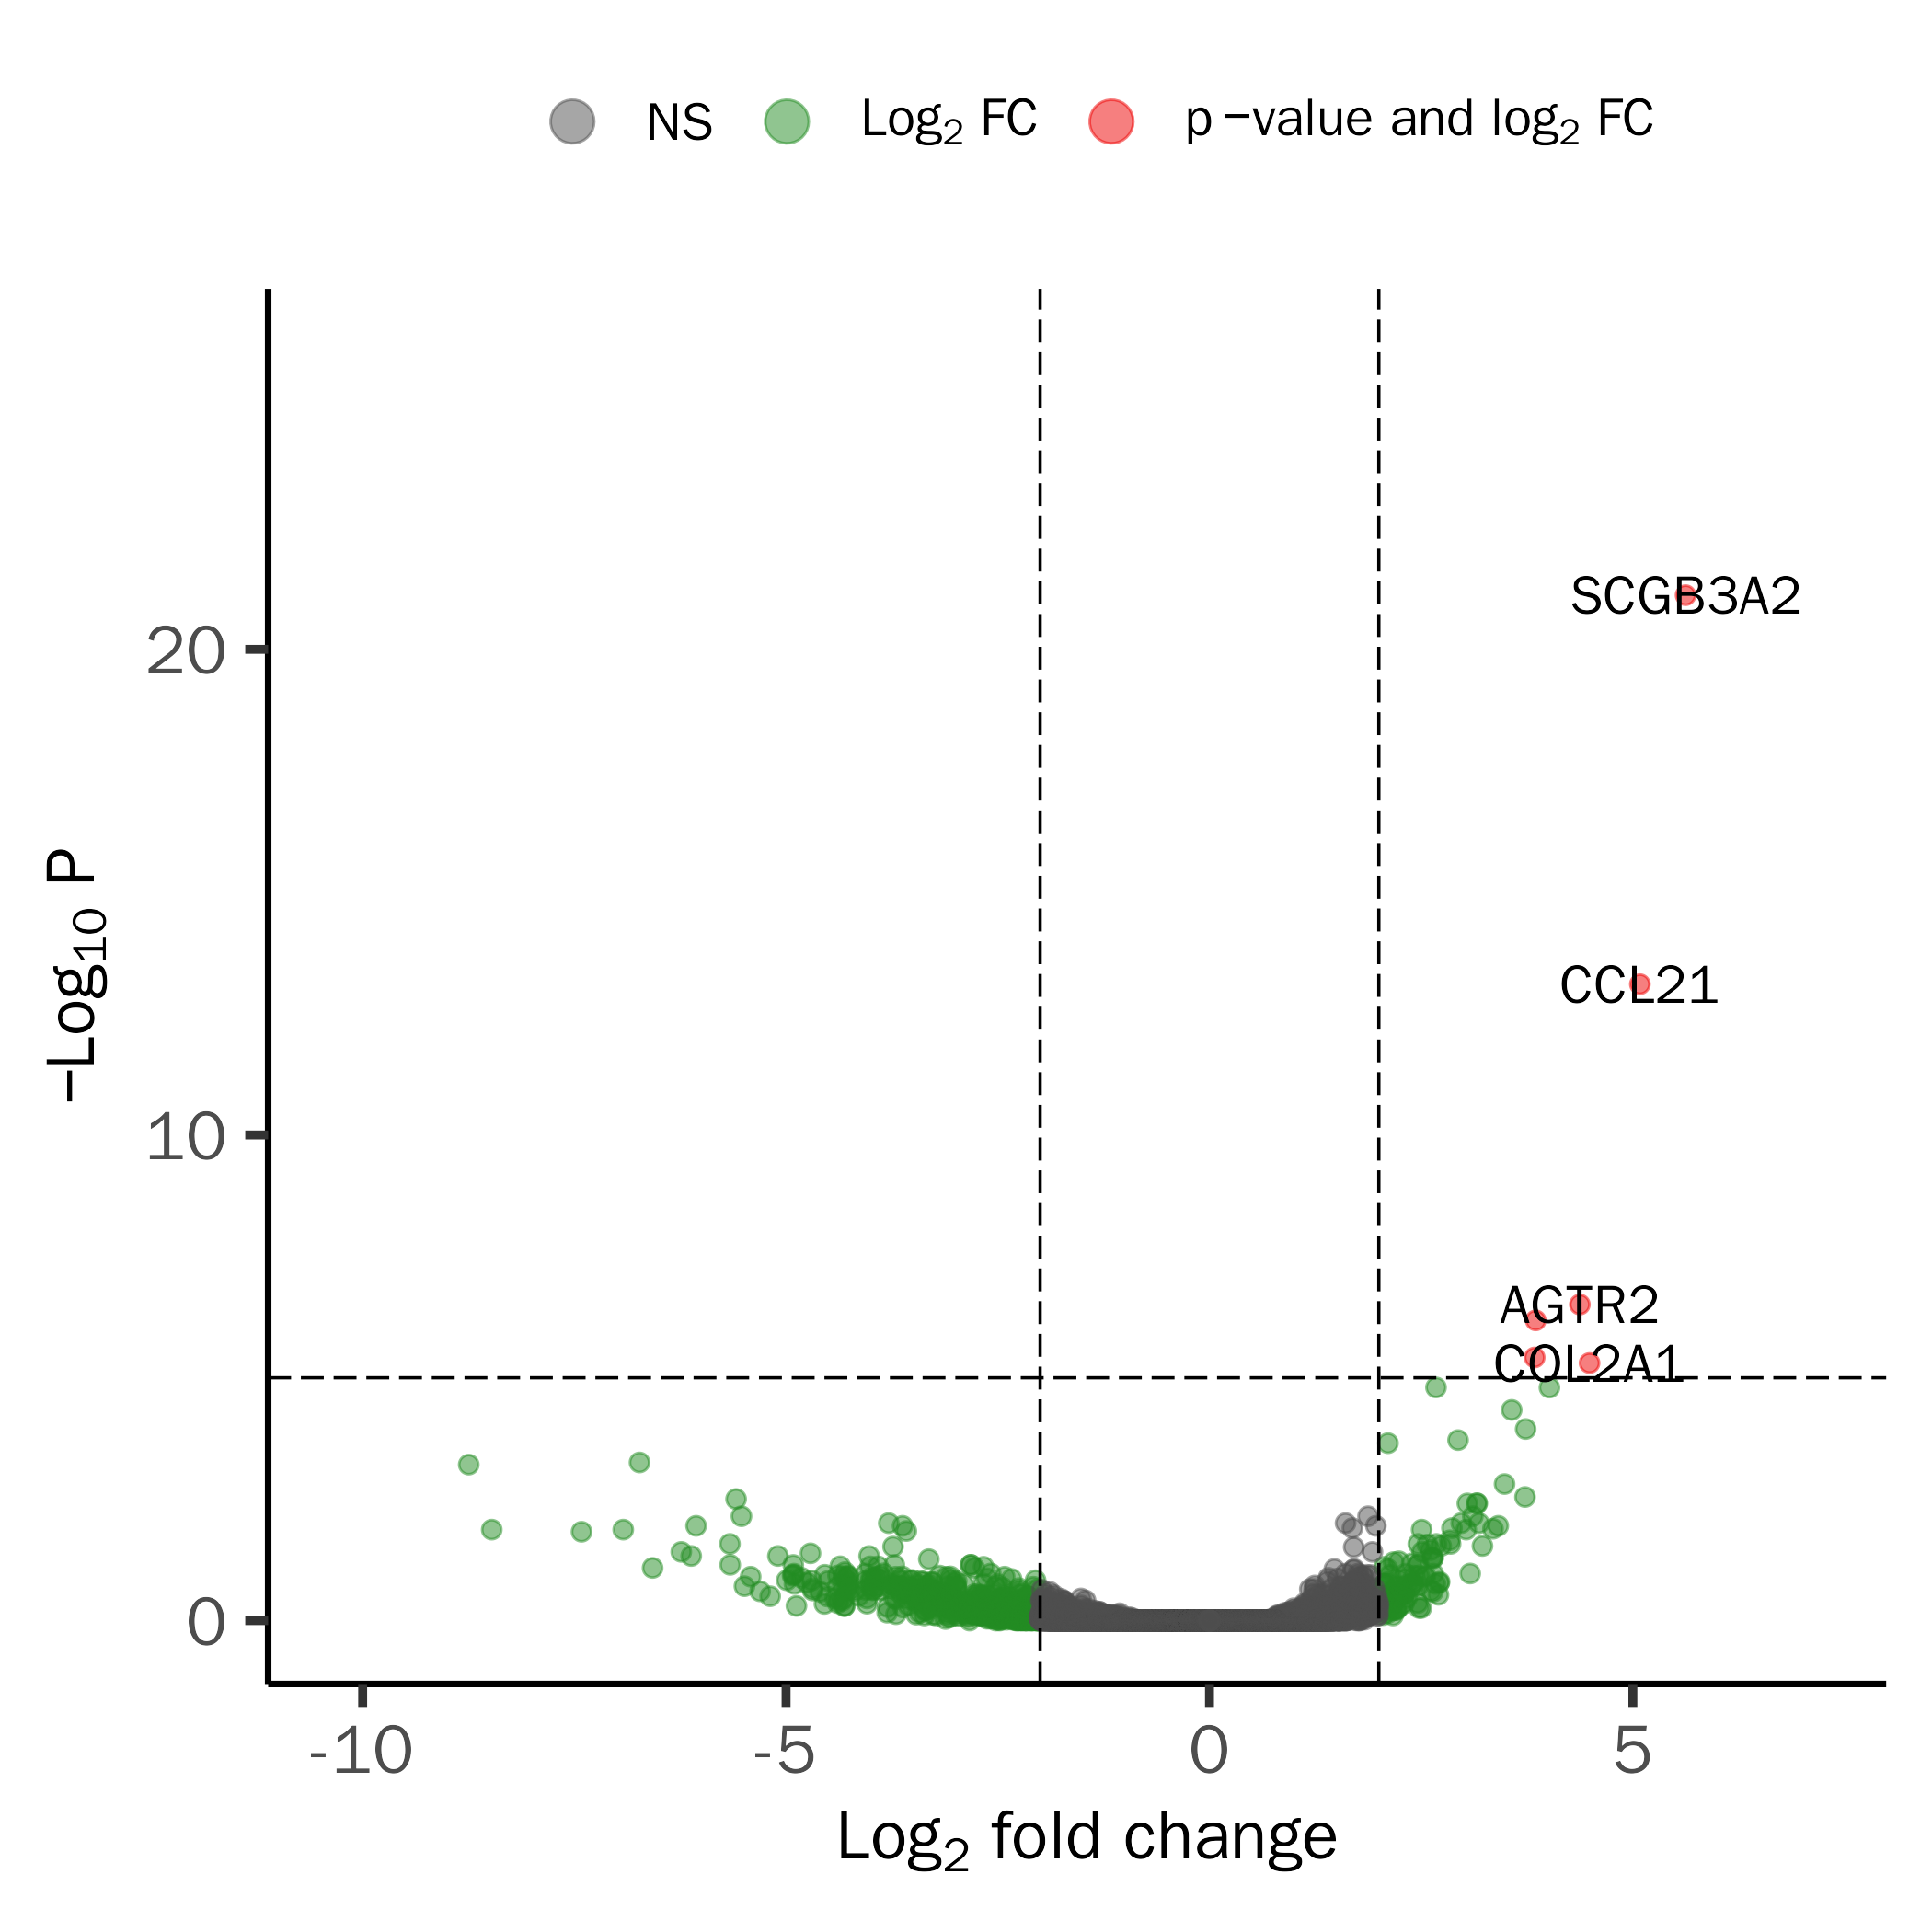 NS Log₂ FC p −value and log₂ FC
SCGB3A2
20
CCL21
−Log₁₀ P
10
AGTR2
COL2A1
0
-10 -5 0 5
Log₂ fold change